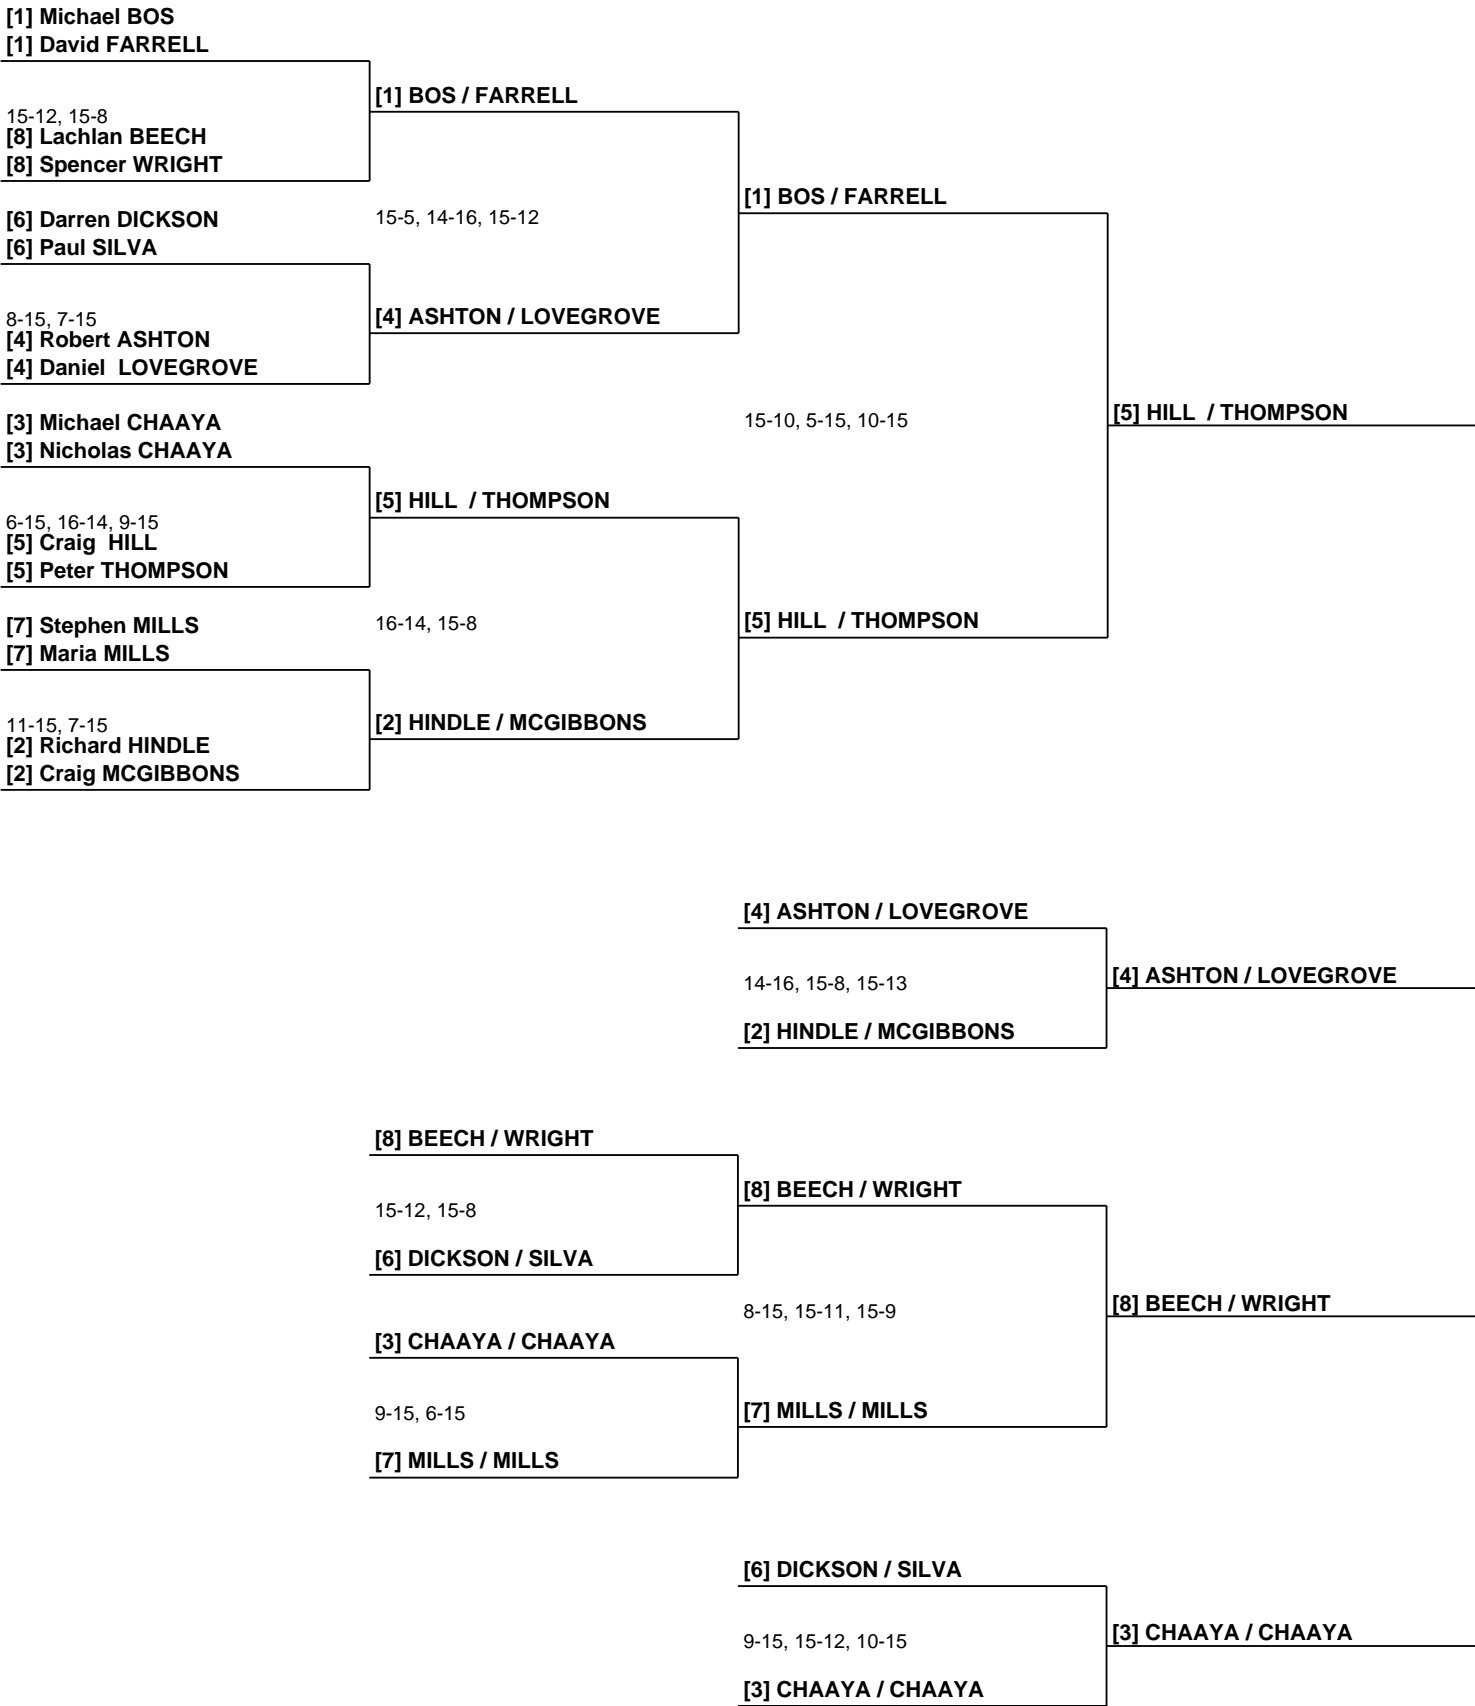 [1] Michael BOS
[1] David FARRELL
[1] BOS / FARRELL
15-12, 15-8
[8] Lachlan BEECH
[8] Spencer WRIGHT
[1] BOS / FARRELL
[6] Darren DICKSON
15-5, 14-16, 15-12
[6] Paul SILVA
[4] ASHTON / LOVEGROVE
8-15, 7-15
[4] Robert ASHTON
[4] Daniel  LOVEGROVE
[5] HILL  / THOMPSON
[3] Michael CHAAYA
15-10, 5-15, 10-15
[3] Nicholas CHAAYA
[5] HILL  / THOMPSON
6-15, 16-14, 9-15
[5] Craig  HILL
[5] Peter THOMPSON
[5] HILL  / THOMPSON
[7] Stephen MILLS
16-14, 15-8
[7] Maria MILLS
[2] HINDLE / MCGIBBONS
11-15, 7-15
[2] Richard HINDLE
[2] Craig MCGIBBONS
[4] ASHTON / LOVEGROVE
[4] ASHTON / LOVEGROVE
14-16, 15-8, 15-13
[2] HINDLE / MCGIBBONS
[8] BEECH / WRIGHT
[8] BEECH / WRIGHT
15-12, 15-8
[6] DICKSON / SILVA
[8] BEECH / WRIGHT
8-15, 15-11, 15-9
[3] CHAAYA / CHAAYA
[7] MILLS / MILLS
9-15, 6-15
[7] MILLS / MILLS
[6] DICKSON / SILVA
[3] CHAAYA / CHAAYA
9-15, 15-12, 10-15
[3] CHAAYA / CHAAYA